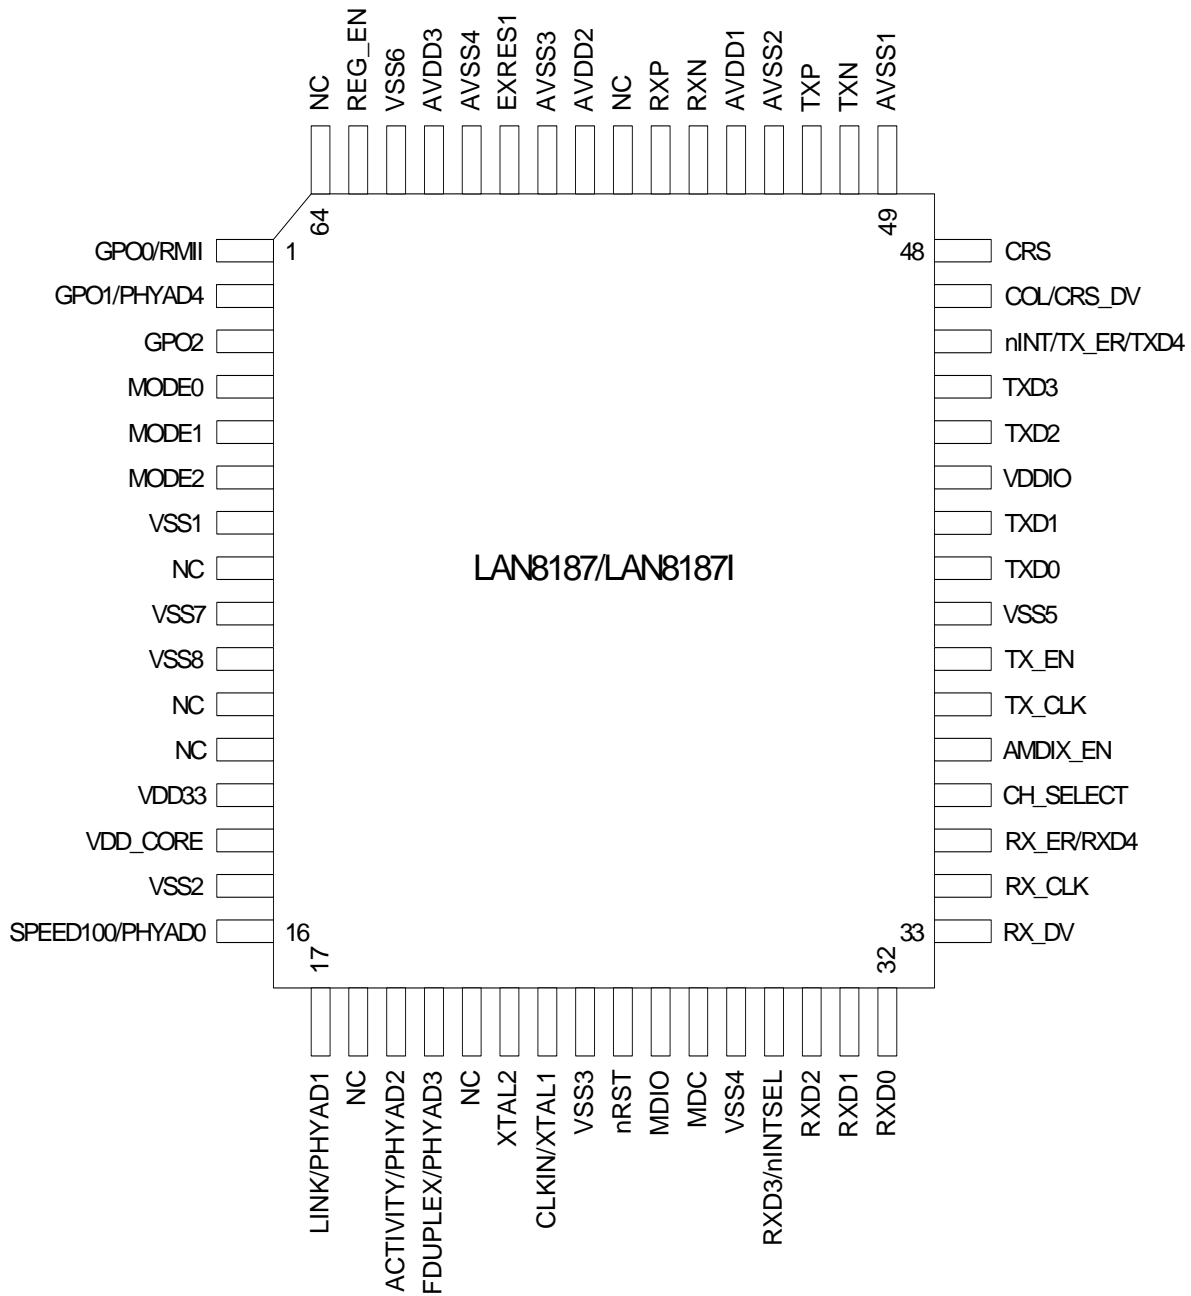 NC
REG_EN
VSS6
AVDD3
AVSS4
EXRES1
AVSS3
AVDD2
NC
RXP
RXN
AVDD1
AVSS2
TXP
TXN
AVSS1
64
49
GPO0/RMII
1
48
CRS
GPO1/PHYAD4
COL/CRS_DV
GPO2
nINT/TX_ER/TXD4
MODE0
TXD3
MODE1
TXD2
MODE2
VDDIO
VSS1
TXD1
NC
LAN8187/LAN8187I
TXD0
VSS7
VSS5
VSS8
TX_EN
NC
TX_CLK
NC
AMDIX_EN
VDD33
CH_SELECT
VDD_CORE
RX_ER/RXD4
VSS2
RX_CLK
SPEED100/PHYAD0
16
33
RX_DV
17
32
LINK/PHYAD1
NC
ACTIVITY/PHYAD2
FDUPLEX/PHYAD3
NC
XTAL2
CLKIN/XTAL1
VSS3
nRST
MDIO
MDC
VSS4
RXD3/nINTSEL
RXD2
RXD1
RXD0